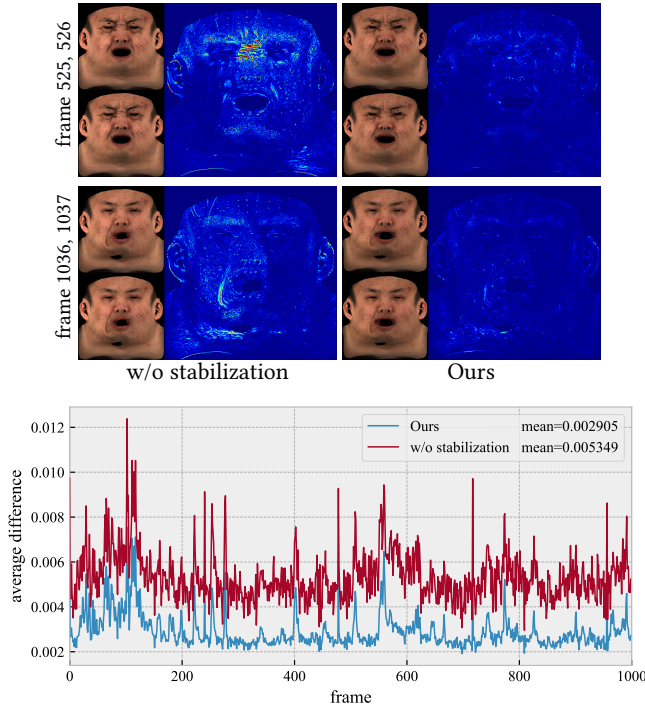 frame 525, 526
frame 1036, 1037
w/o stabilization
Ours
0.012
0.010
0.008
0.006
0.004
0.002
average difference
Ours mean=0.002905
w/o stabilization mean=0.005349
0 200 400 600 800 1000
frame